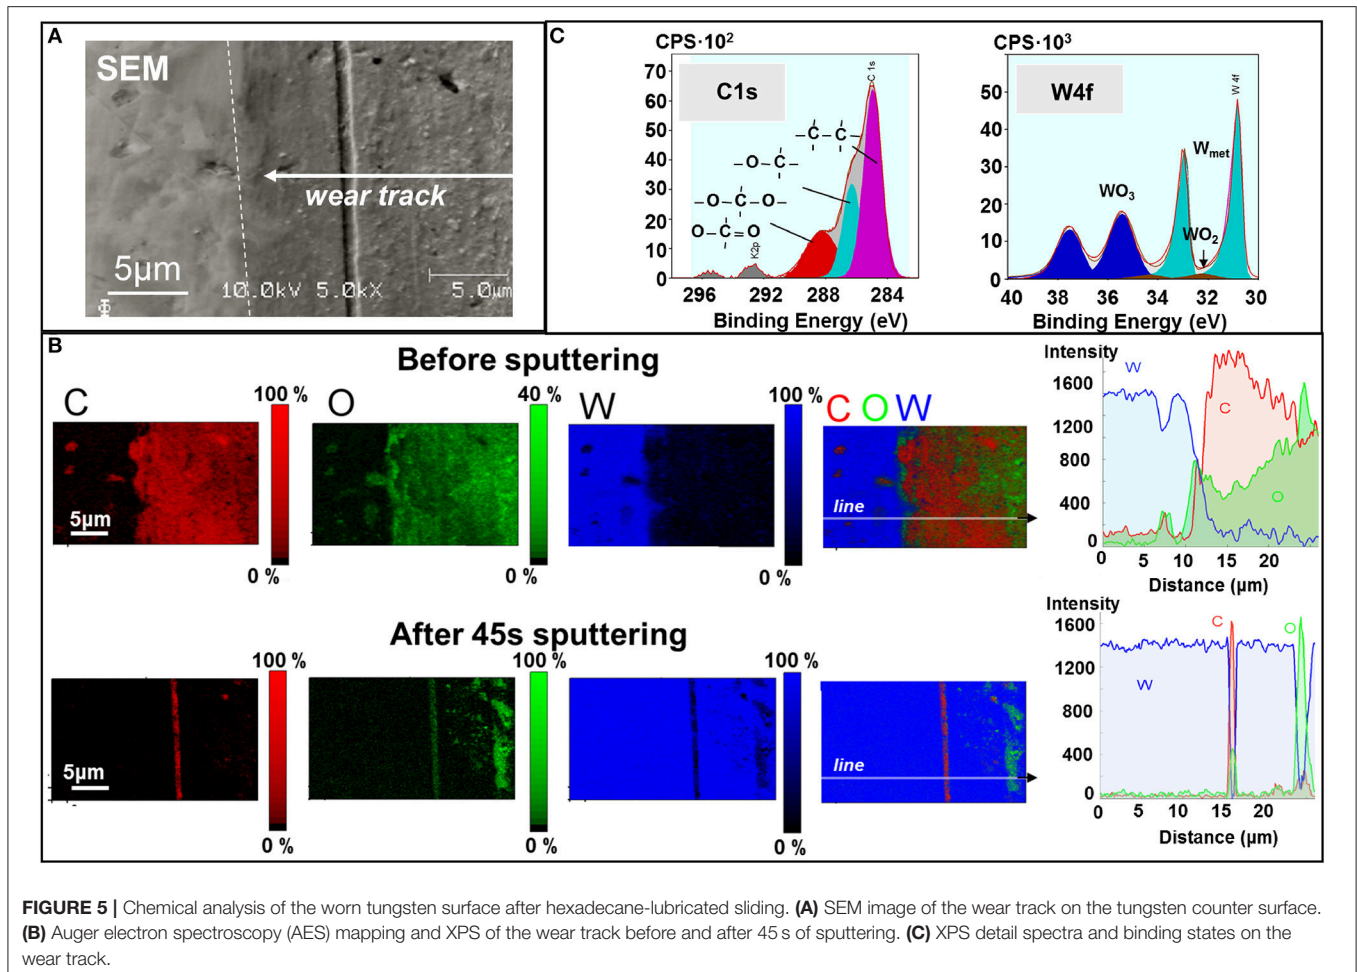 A
SEM
wear track
5µm
10.0kV 5.0kX 5.0µm
C
CPS·10²
C1s
C 1s
70
60
50
40
30
20
10
0
–C–C–
–O–C–
–O–C–O–
O–C=O
K2p
296 292 288 284
Binding Energy (eV)
CPS·10³
W4f
W 4f
50
40
30
20
10
0
Wmet
WO₃
WO₂
40 38 36 34 32 30
Binding Energy (eV)
B
Before sputtering
C 100 % O 40 % W 100 % C O W
5µm
line
0 % 0 % 0 %
Intensity
1600
1200
800
400
0
W
C
O
0 5 10 15 20
Distance (µm)
After 45s sputtering
100 % 100 % 100 %
5µm
line
0 % 0 % 0 %
Intensity
1600
1200
800
400
0
C
O
W
0 5 10 15 20
Distance (µm)
FIGURE 5 | Chemical analysis of the worn tungsten surface after hexadecane-lubricated sliding. (A) SEM image of the wear track on the tungsten counter surface.
(B) Auger electron spectroscopy (AES) mapping and XPS of the wear track before and after 45 s of sputtering. (C) XPS detail spectra and binding states on the
wear track.